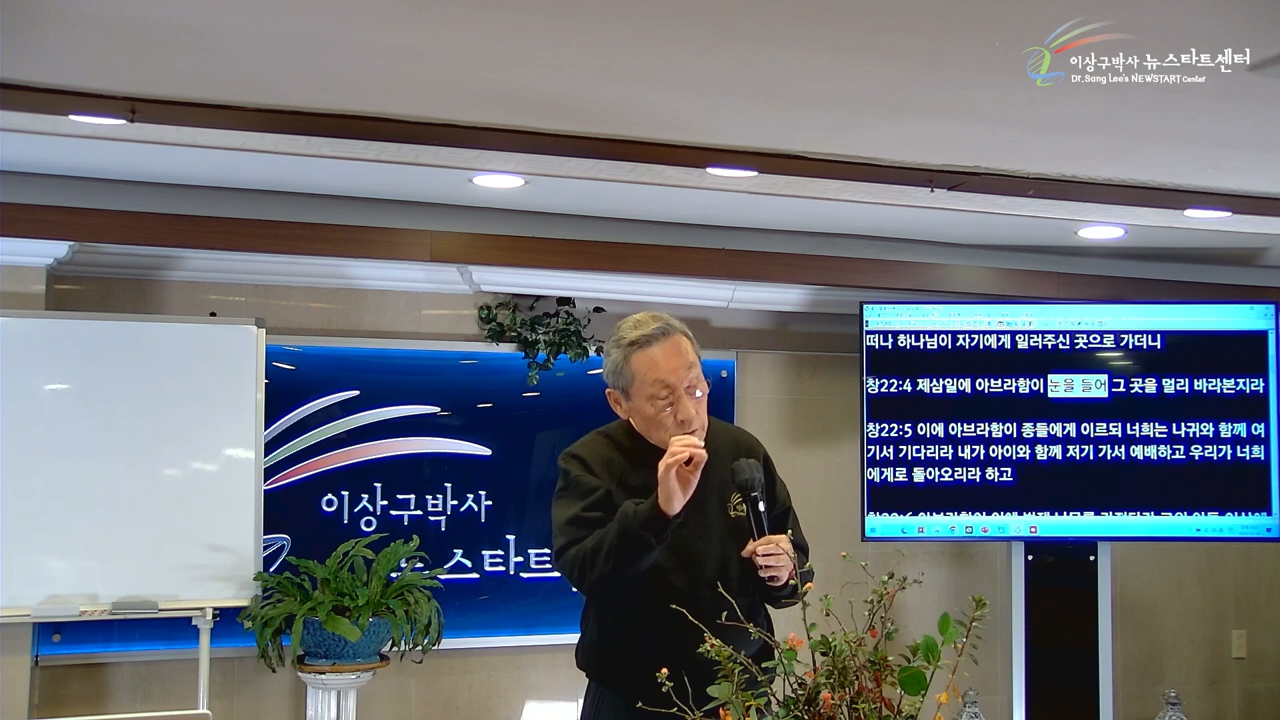 이상구박사 뉴스타트센터
Dr. Sang Lee's NEWSTART Center
떠나 하나님이 자기에게 일러주신 곳으로 가더니
창22:4 제삼일에 아브라함이 눈을 들어 그 곳을 멀리 바라본지라
창22:5 이에 아브라함이 종들에게 이르되 너희는 나귀와 함께 여
기서 기다리라 내가 아이와 함께 저기 가서 예배하고 우리가 너희
에게로 돌아오리라 하고
이상구박사
뉴스타트